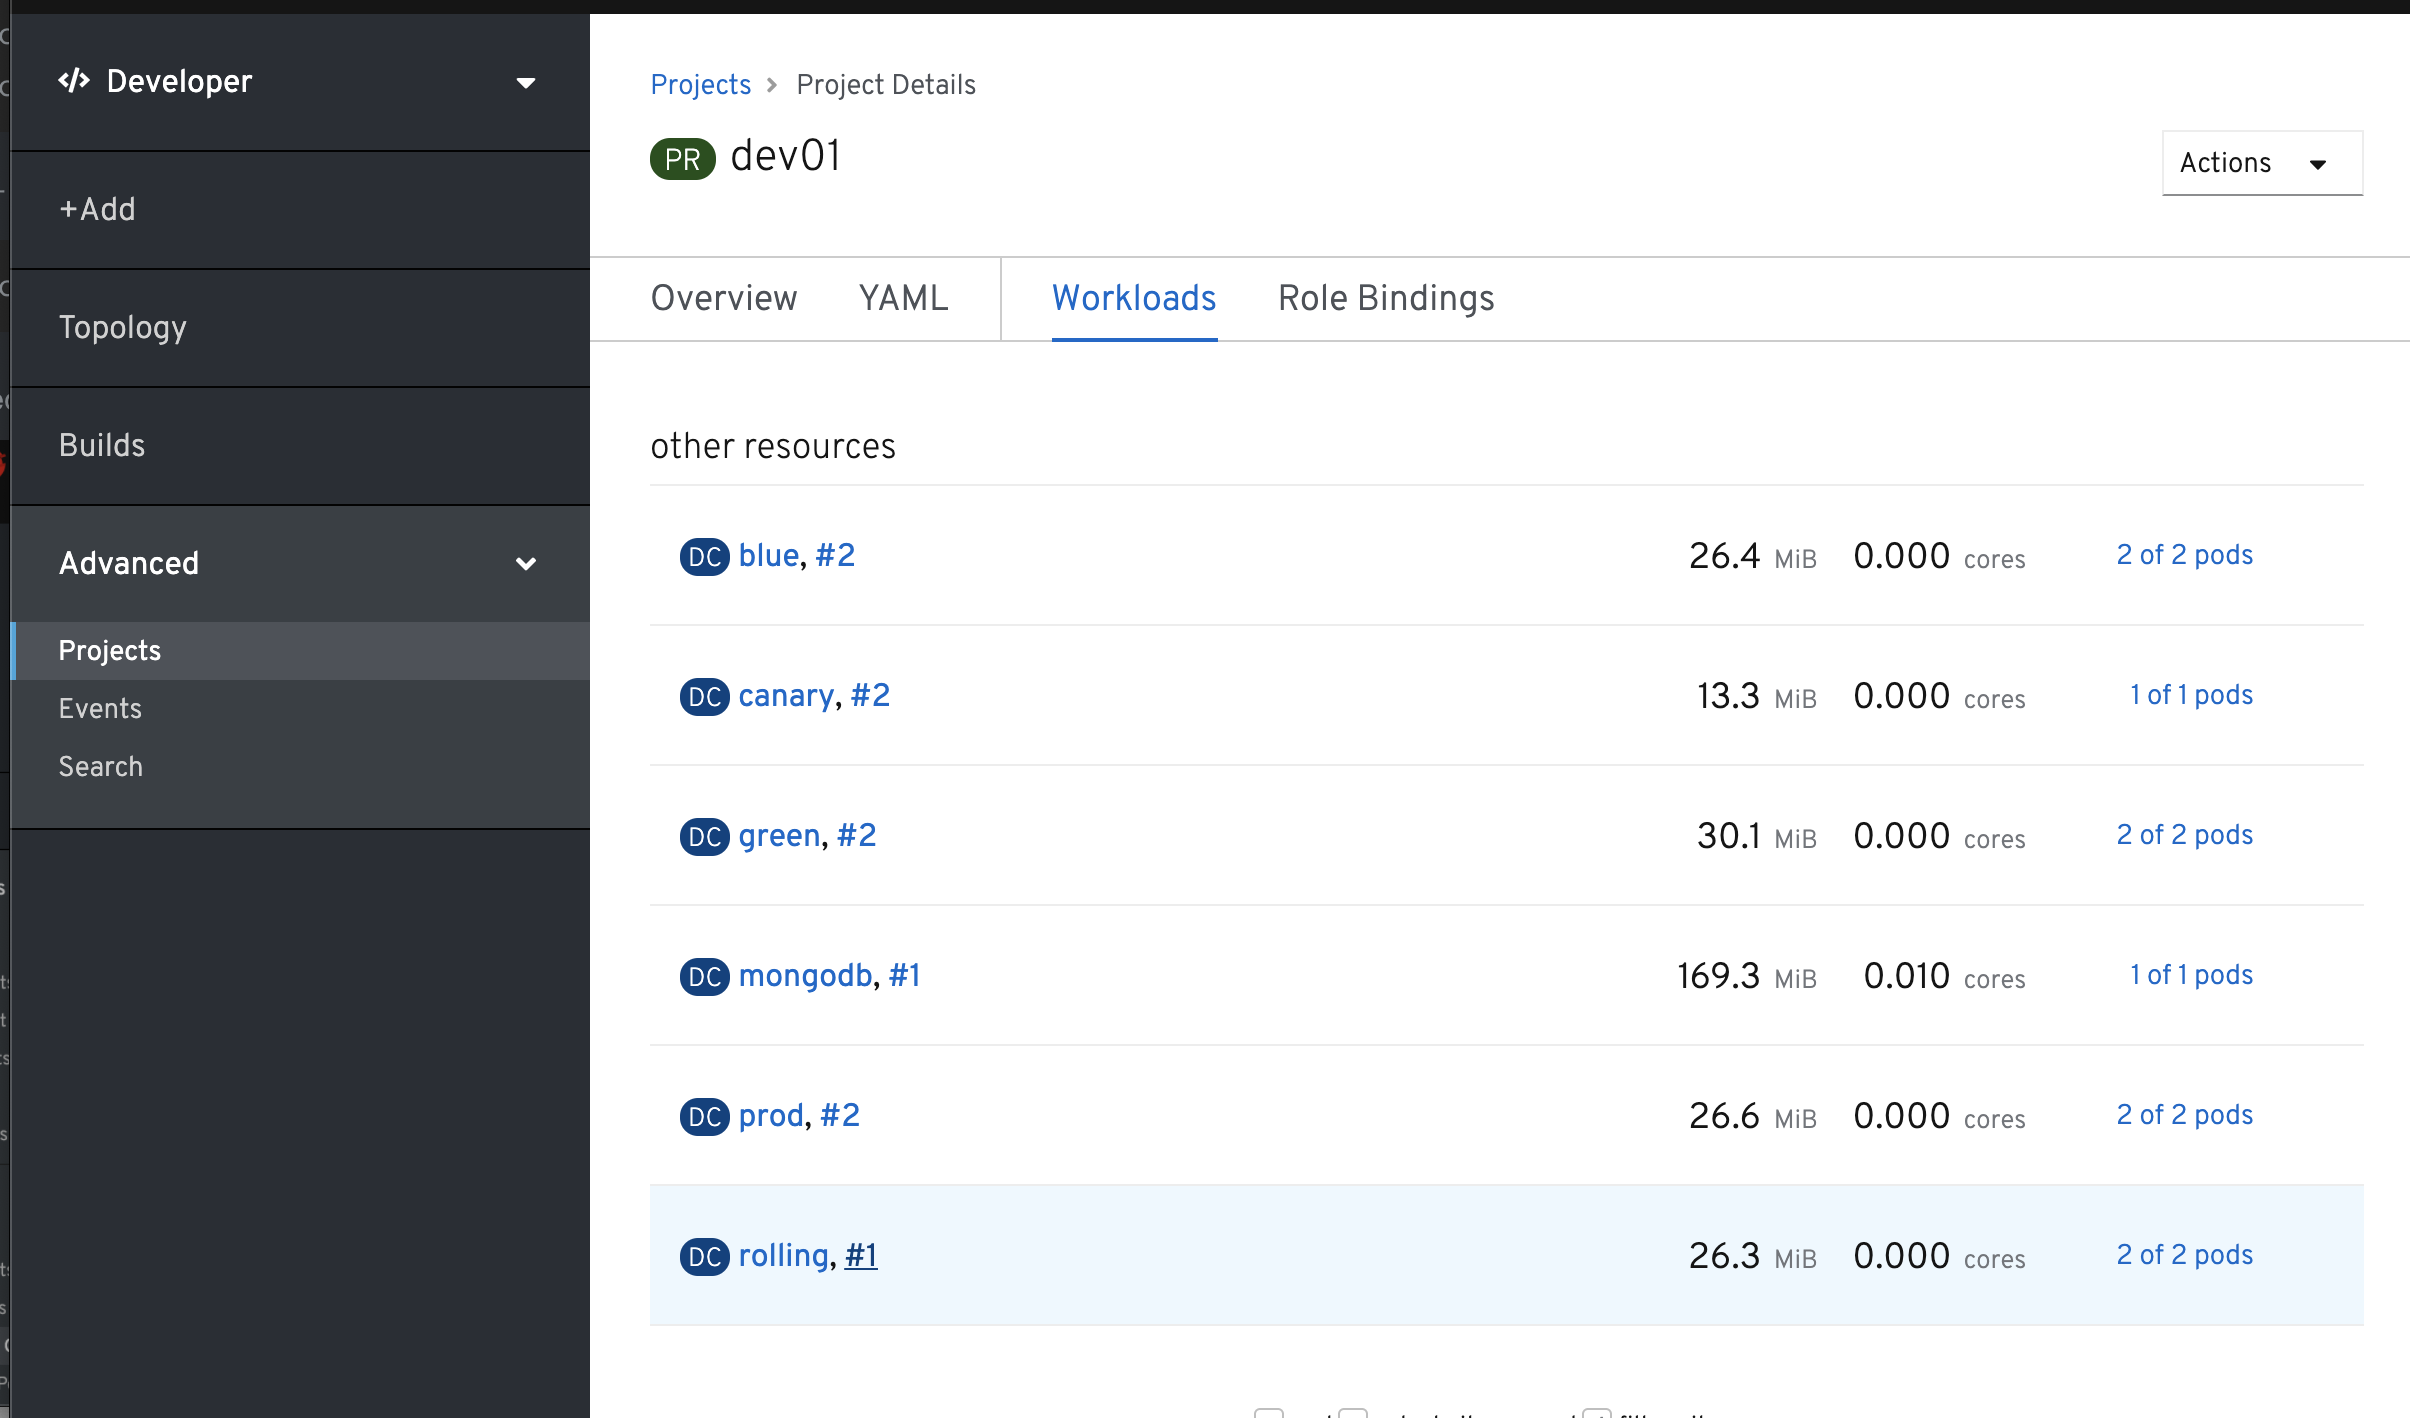 Developer
+Add
Topology
Builds
Advanced
Projects
Events
Search
Projects > Project Details
PR dev01
Actions
Overview YAML Workloads Role Bindings
other resources
DC blue, #2 26.4 MiB 0.000 cores 2 of 2 pods
DC canary, #2 13.3 MiB 0.000 cores 1 of 1 pods
DC green, #2 30.1 MiB 0.000 cores 2 of 2 pods
DC mongodb, #1 169.3 MiB 0.010 cores 1 of 1 pods
DC prod, #2 26.6 MiB 0.000 cores 2 of 2 pods
DC rolling, #1 26.3 MiB 0.000 cores 2 of 2 pods